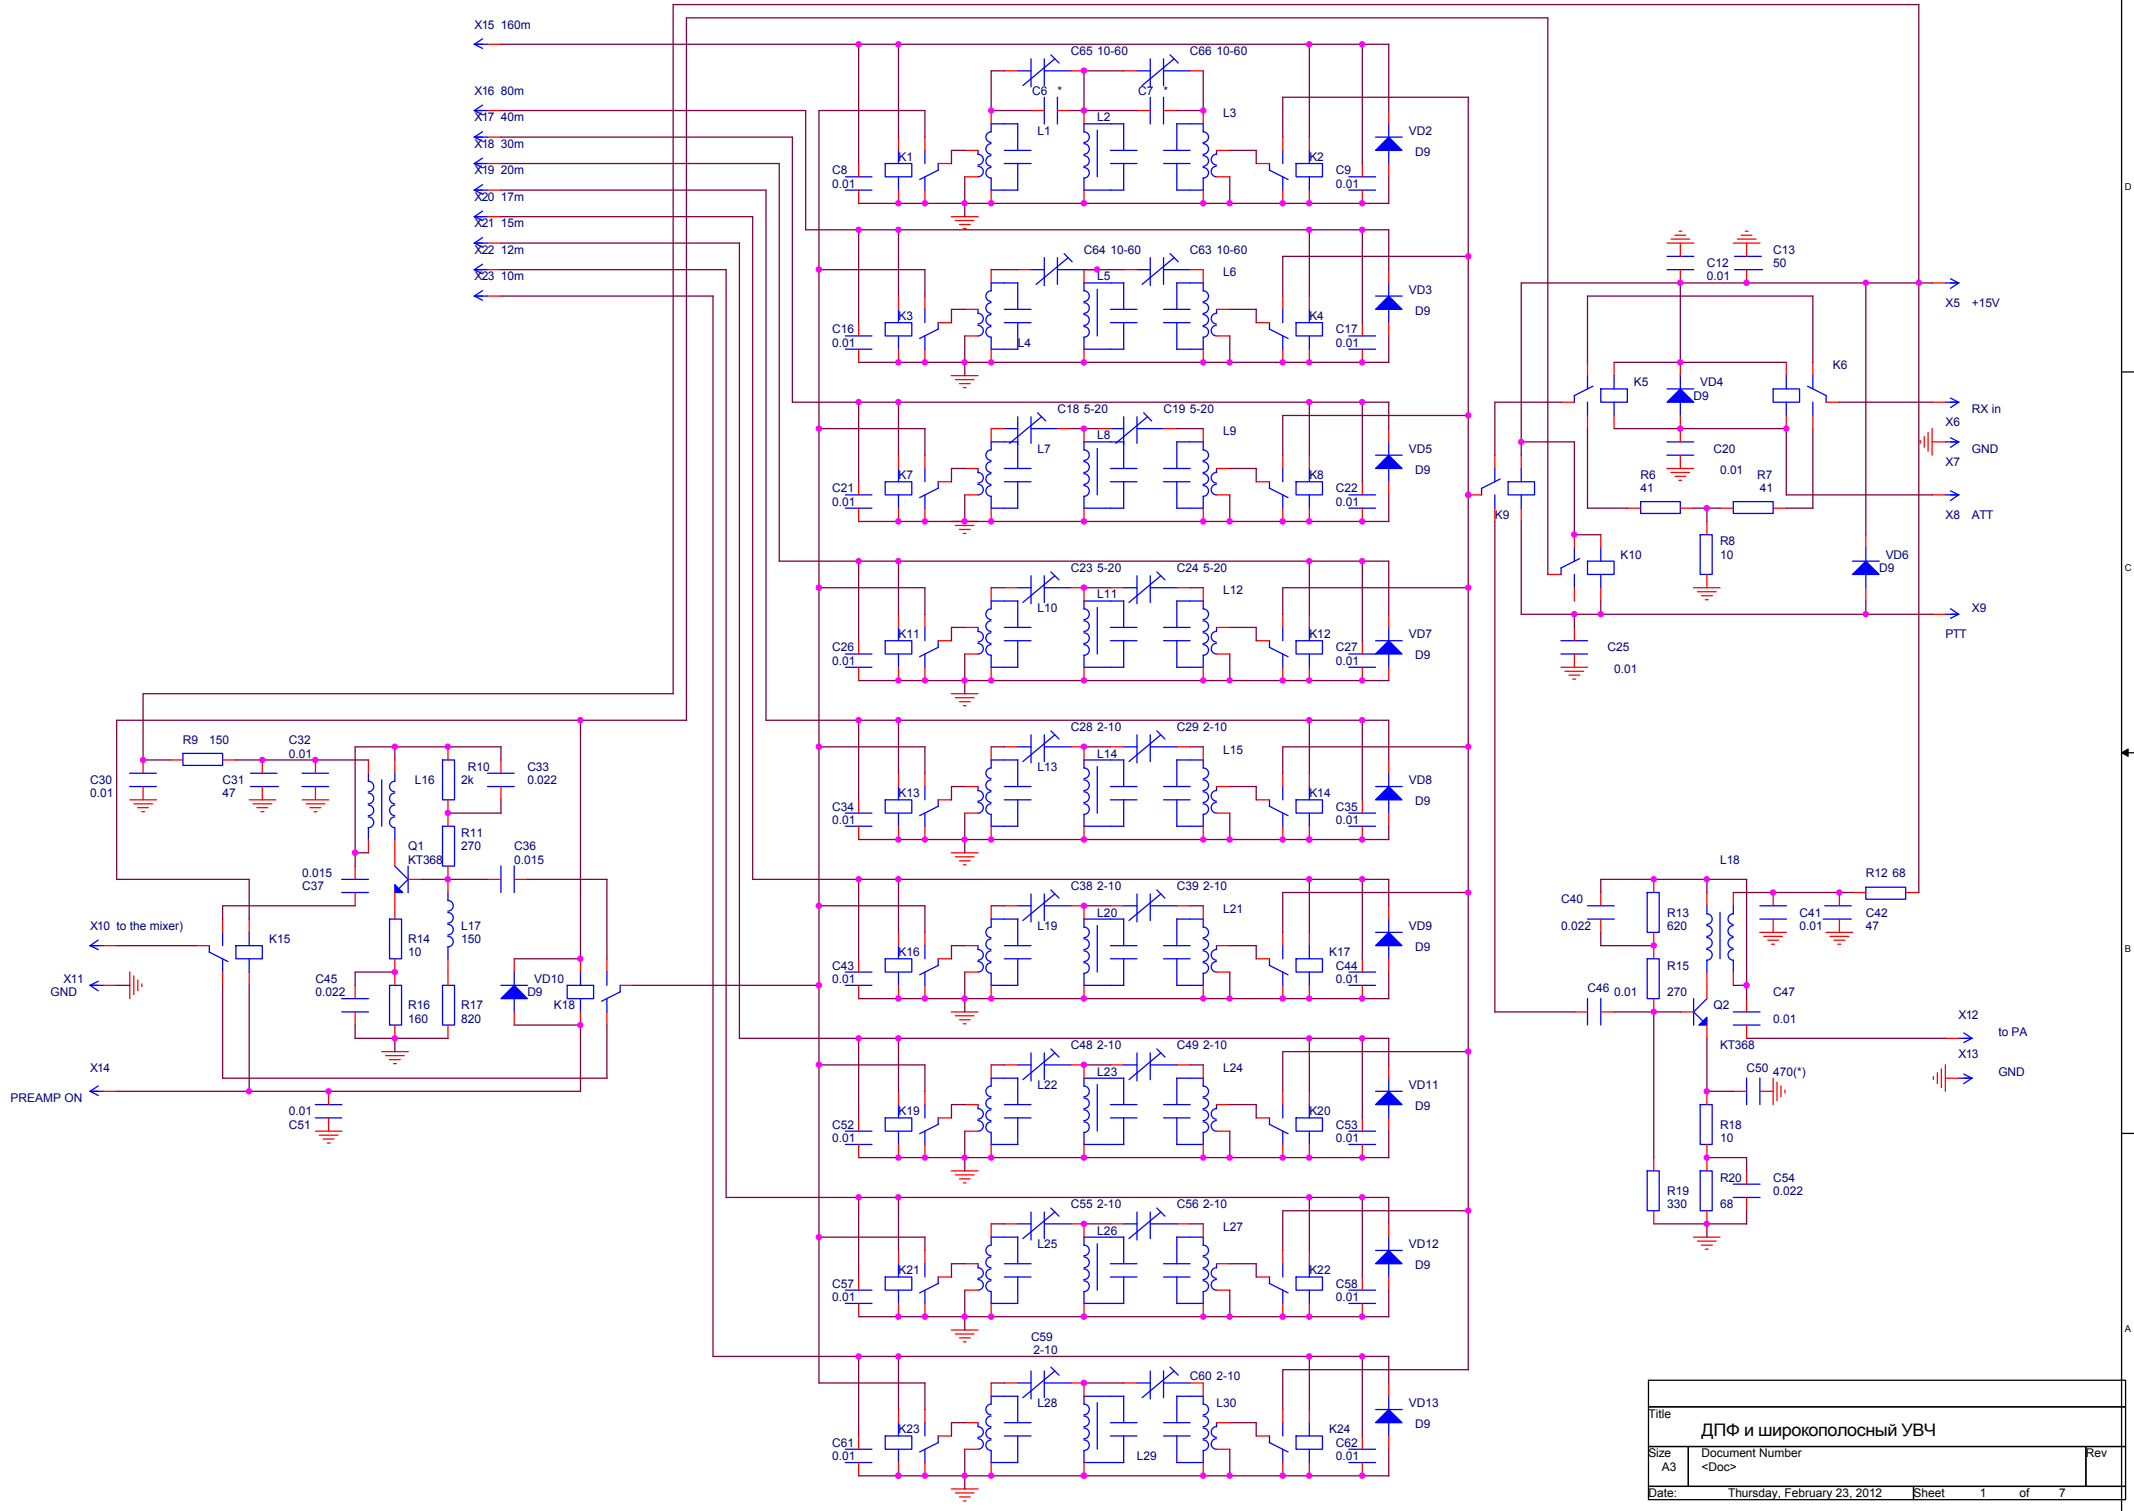 X15 160m
X16 80m
X17 40m
X18 30m
X19 20m
X20 17m
X21 15m
X22 12m
X23 10m
C65 10-60
C66 10-60
C6 *
C7 *
L1
L2
L3
K1
K2
C8
0.01
C9
0.01
VD2
D9
C64 10-60
C63 10-60
L5
L6
L4
K3
K4
C16
0.01
C17
0.01
VD3
D9
C18 5-20
C19 5-20
L7
L8
L9
K7
K8
C21
0.01
C22
0.01
VD5
D9
C23 5-20
C24 5-20
L10
L11
L12
K11
K12
C26
0.01
C27
0.01
VD7
D9
C28 2-10
C29 2-10
L13
L14
L15
K13
K14
C34
0.01
C35
0.01
VD8
D9
C38 2-10
C39 2-10
L19
L20
L21
K16
K17
C43
0.01
C44
0.01
VD9
D9
C48 2-10
C49 2-10
L22
L23
L24
K19
K20
C52
0.01
C53
0.01
VD11
D9
C55 2-10
C56 2-10
L25
L26
L27
K21
K22
C57
0.01
C58
0.01
VD12
D9
C59
2-10
C60 2-10
L28
L29
L30
K23
K24
C61
0.01
C62
0.01
VD13
D9
C12
0.01
C13
50
X5 +15V
K5
VD4
D9
K6
RX in
X6
GND
X7
C20
0.01
R6
41
R7
41
X8 ATT
K9
K10
R8
10
VD6
D9
X9
PTT
C25
0.01
R9 150
C32
0.01
C30
0.01
C31
47
L16
R10
2k
C33
0.022
R11
270
Q1
KT368
C36
0.015
0.015
C37
X10 to the mixer)
K15
R14
10
L17
150
X11
GND
C45
0.022
R16
160
R17
820
VD10
D9
K18
X14
PREAMP ON
0.01
C51
L18
R12 68
C40
0.022
R13
620
C41
0.01
C42
47
R15
270
C46 0.01
Q2
KT368
C47
0.01
X12
to PA
X13
GND
C50 470(*)
R18
10
R19
330
R20
68
C54
0.022
D
C
B
A
Title
ДПФ и широкополосный УВЧ
Size
A3
Document Number
<Doc>
Rev
Date: Thursday, February 23, 2012 Sheet 1 of 7